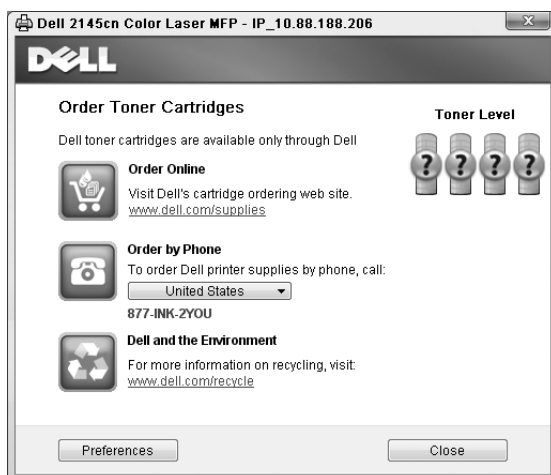 Dell 2145cn Color Laser MFP - IP_10.88.188.206
X
DELL
Order Toner Cartridges
Toner Level
Dell toner cartridges are available only through Dell
? ? ? ?
Order Online
Visit Dell's cartridge ordering web site.
www.dell.com/supplies
Order by Phone
To order Dell printer supplies by phone, call:
United States
877-INK-2YOU
Dell and the Environment
For more information on recycling, visit:
www.dell.com/recycle
Preferences
Close